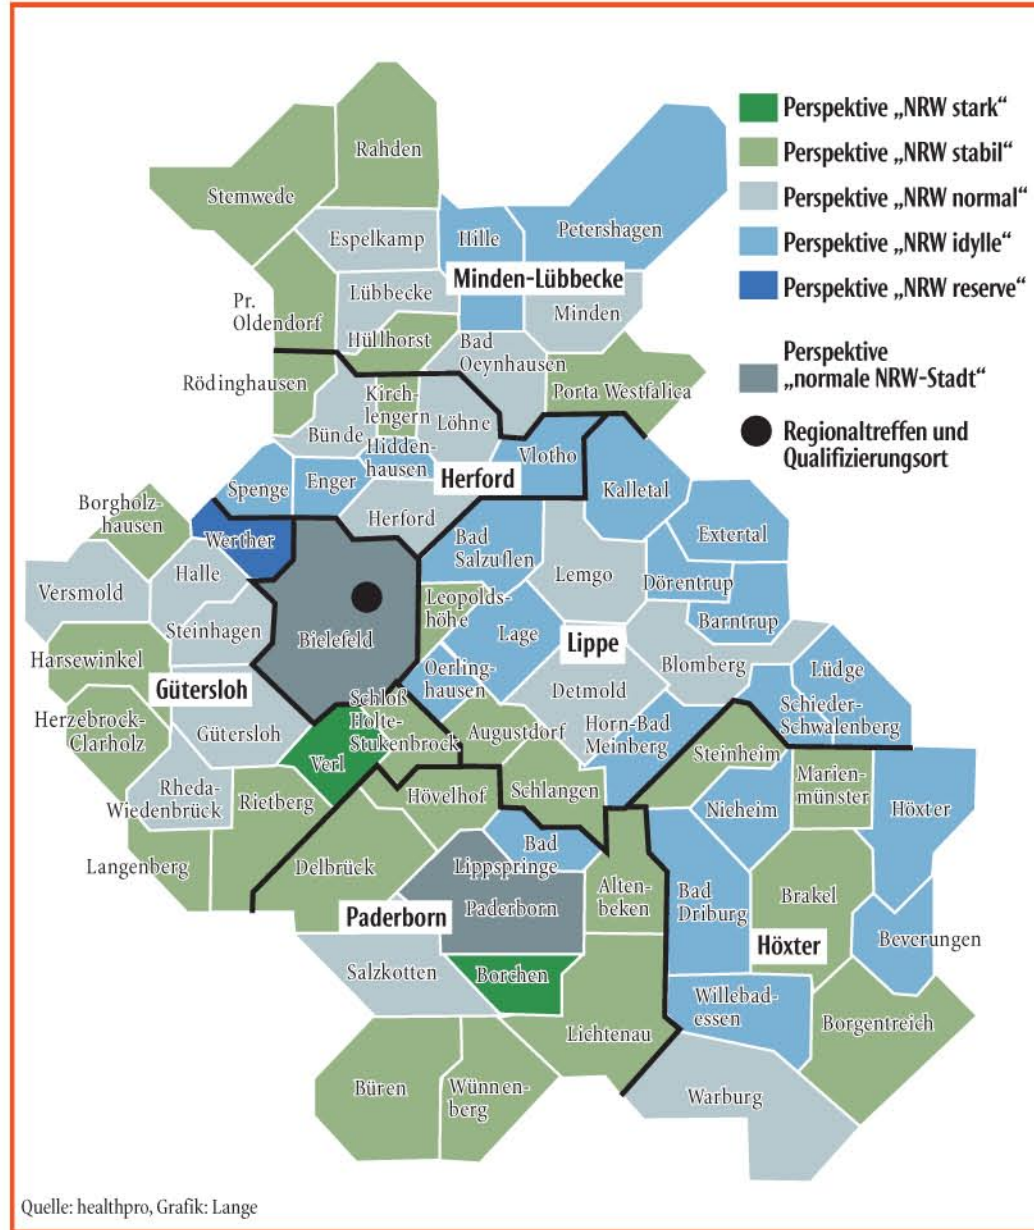 Perspektive „NRW stark“
Perspektive „NRW stabil“
Perspektive „NRW normal“
Perspektive „NRW idylle“
Perspektive „NRW reserve“
Perspektive
„normale NRW-Stadt“
Regionaltreffen und
Qualifizierungsort
Rahden
Stemwede
Espelkamp
Hille
Petershagen
Minden-Lübbecke
Lübbecke
Minden
Pr.
Oldendorf
Hüllhorst
Bad
Oeynhausen
Rödinghausen
Porta Westfalica
Kirch-
lengern
Bünde
Löhne
Hidden-
hausen
Vlotho
Herford
Spenge
Enger
Kalletal
Herford
Borgholz-
hausen
Werther
Bad
Salzuflen
Extertal
Versmold
Halle
Lemgo
Dörentrup
Leopolds-
höhe
Barntrup
Steinhagen
Bielefeld
Lage
Lippe
Harsewinkel
Blomberg
Lüdge
Oerling-
hausen
Gütersloh
Detmold
Schieder-
Schwalenberg
Schloß
Holte-
Stukenbrock
Herzebrock-
Clarholz
Gütersloh
Augustdorf
Horn-Bad
Meinberg
Verl
Steinheim
Rheda-
Wiedenbrück
Rietberg
Hövelhof
Schlangen
Marien-
münster
Nieheim
Höxter
Langenberg
Delbrück
Bad
Lippspringe
Alten-
beken
Bad
Driburg
Brakel
Paderborn
Paderborn
Höxter
Beverungen
Salzkotten
Borchen
Willebad-
essen
Lichtenau
Borgentreich
Büren
Wünnen-
berg
Warburg
Quelle: healthpro, Grafik: Lange